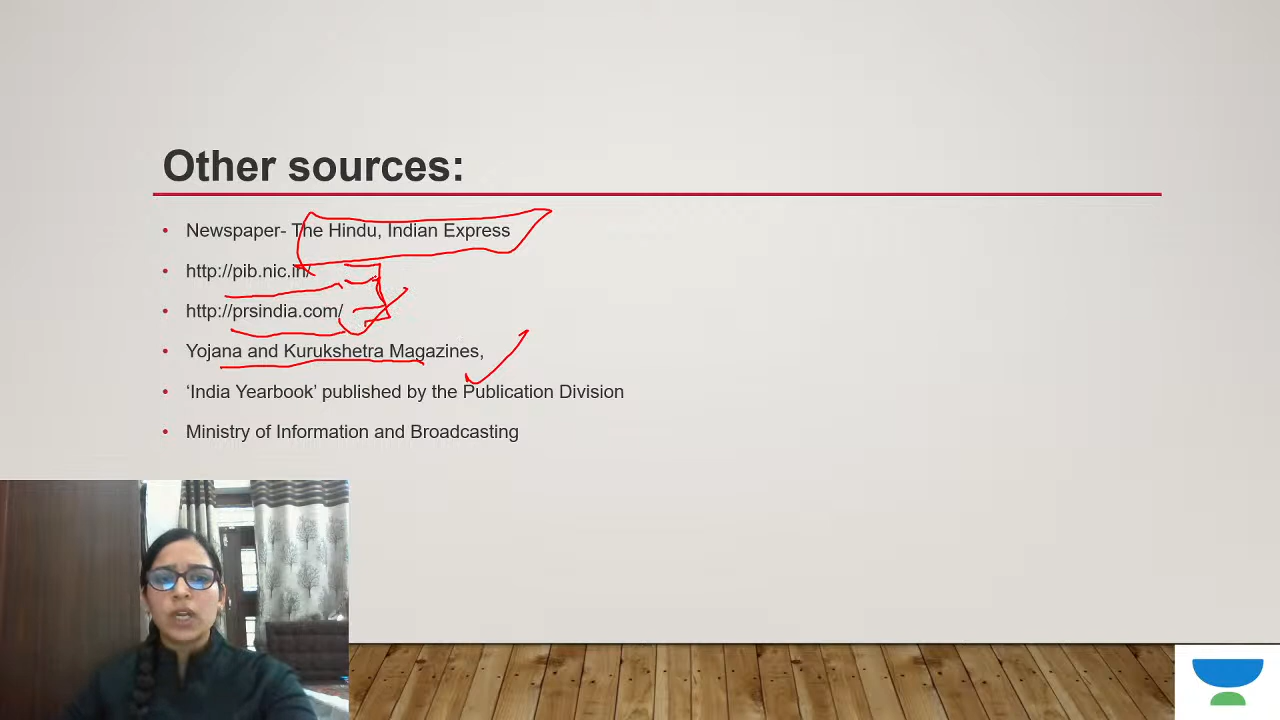 Other sources:
• Newspaper- The Hindu, Indian Express
• http://pib.nic.in/
• http://prsindia.com/
• Yojana and Kurukshetra Magazines,
• ‘India Yearbook’ published by the Publication Division
• Ministry of Information and Broadcasting